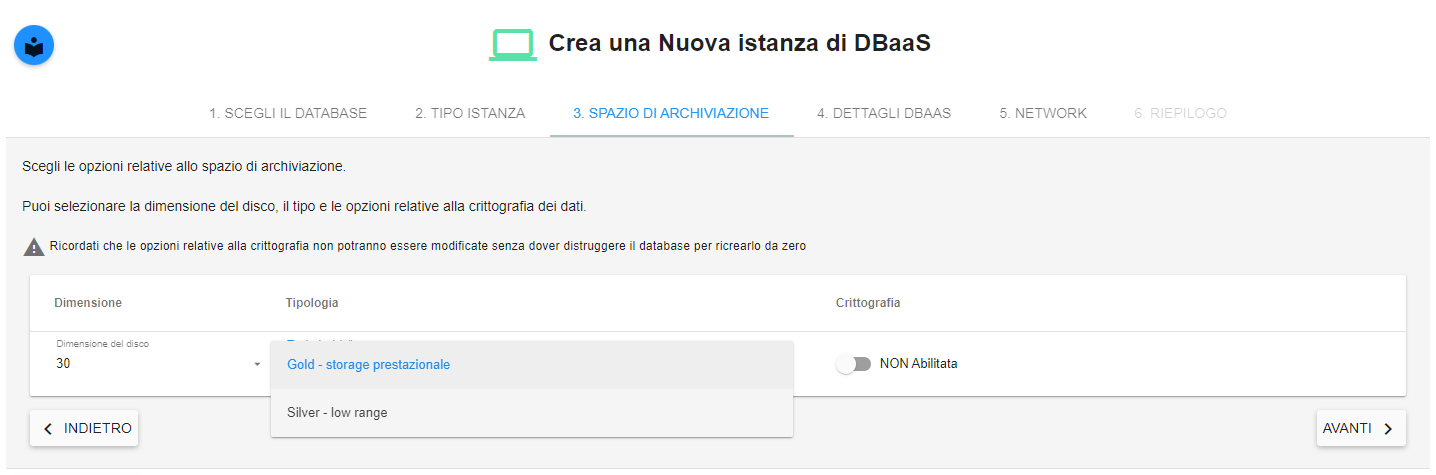 Crea una Nuova istanza di DBaaS
1. SCEGLI IL DATABASE 2. TIPO ISTANZA 3. SPAZIO DI ARCHIVIAZIONE 4. DETTAGLI DBAAS 5. NETWORK 6. RIEPILOGO
Scegli le opzioni relative allo spazio di archiviazione.
Puoi selezionare la dimensione del disco, il tipo e le opzioni relative alla crittografia dei dati.
Ricordati che le opzioni relative alla crittografia non potranno essere modificate senza dover distruggere il database per ricrearlo da zero
Dimensione Tipologia Crittografia
Dimensione del disco
30
Gold - storage prestazionale
NON Abilitata
Silver - low range
INDIETRO
AVANTI